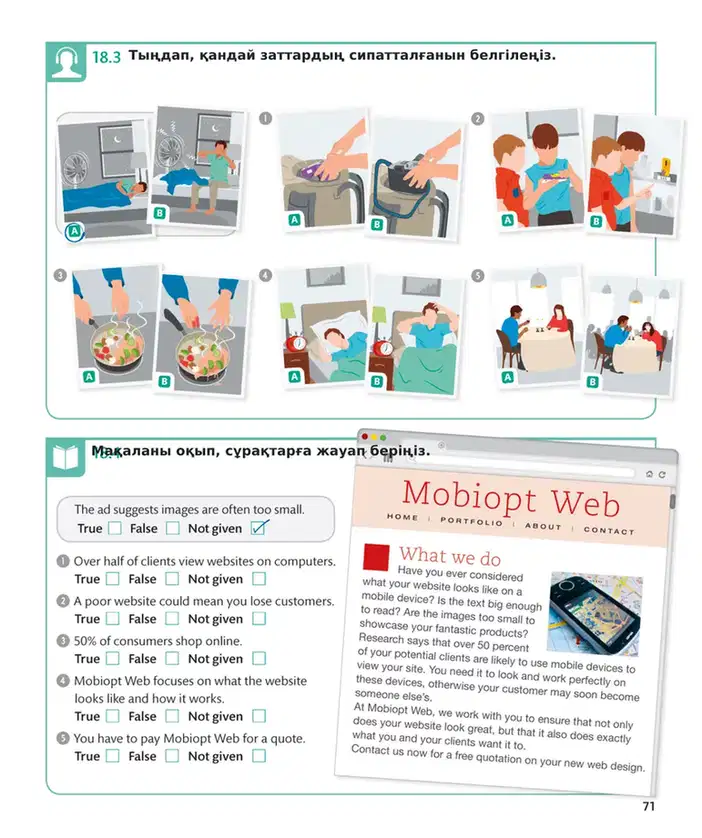 18.3 Тыңдап, қандай заттардың сипатталғанын белгілеңіз.
A
B
1
A
B
2
A
B
3
A
B
4
A
B
5
A
B
Мақаланы оқып, сұрақтарға жауап беріңіз.
The ad suggests images are often too small.
True False Not given
1 Over half of clients view websites on computers.
True False Not given
2 A poor website could mean you lose customers.
True False Not given
3 50% of consumers shop online.
True False Not given
4 Mobiopt Web focuses on what the website
looks like and how it works.
True False Not given
5 You have to pay Mobiopt Web for a quote.
True False Not given
Mobiopt Web
HOME | PORTFOLIO | ABOUT | CONTACT
What we do
Have you ever considered
what your website looks like on a
mobile device? Is the text big enough
to read? Are the images too small to
showcase your fantastic products?
Research says that over 50 percent
of your potential clients are likely to use mobile devices to
view your site. You need it to look and work perfectly on
these devices, otherwise your customer may soon become
someone else's.
At Mobiopt Web, we work with you to ensure that not only
does your website look great, but that it also does exactly
what you and your clients want it to.
Contact us now for a free quotation on your new web design.
71